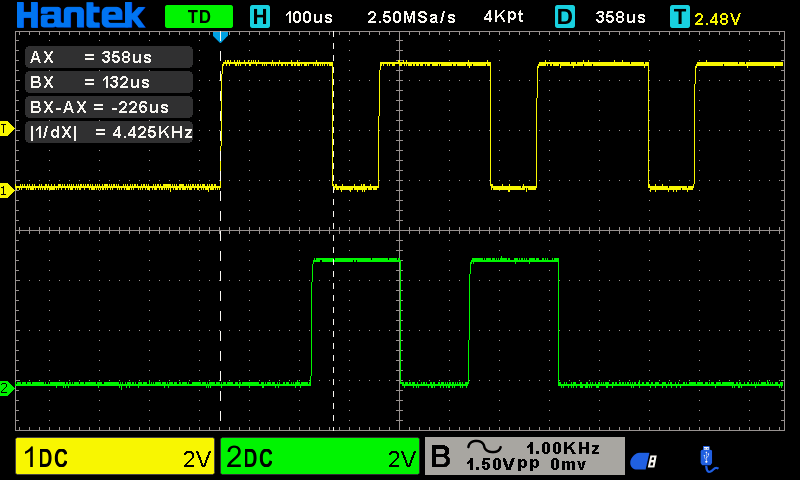 Hantek TD H 100us 2.50MSa/s 4Kpt D 358us T 2.48V
AX = 358us
BX = 132us
BX-AX = -226us
|1/dX| = 4.425KHz
T
1
2
1DC 2V 2DC 2V B 1.00KHz
1.50Vpp 0mv